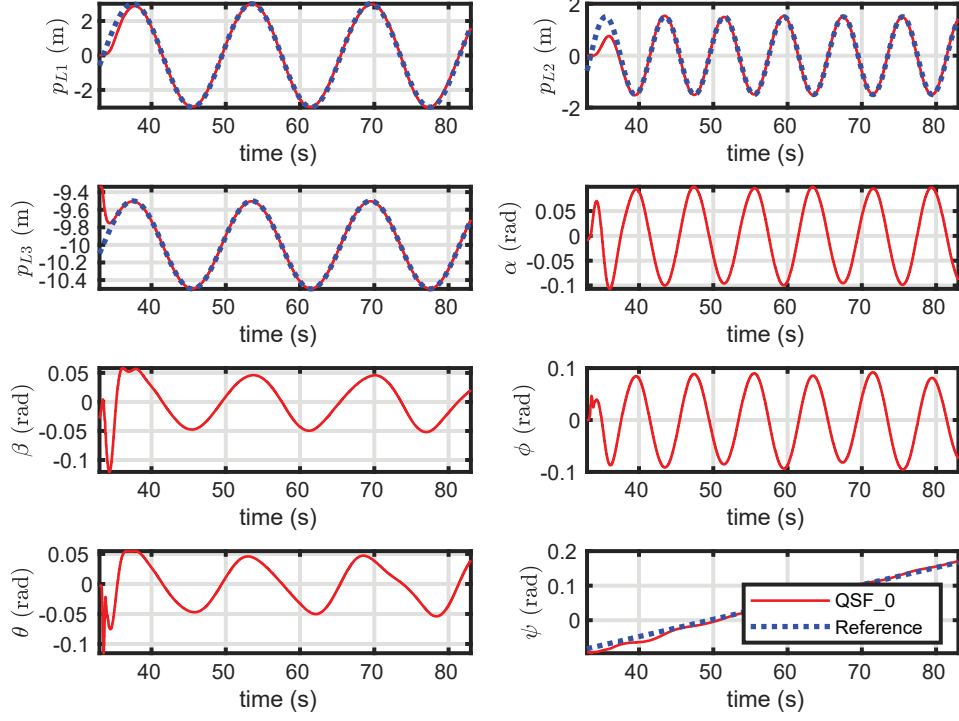 p_{L1} (m)
2
0
-2
40 50 60 70 80
time (s)
p_{L2} (m)
2
0
-2
40 50 60 70 80
time (s)
p_{L3} (m)
-9.4
-9.6
-9.8
-10
-10.2
-10.4
40 50 60 70 80
time (s)
α (rad)
0.05
0
-0.05
-0.1
40 50 60 70 80
time (s)
β (rad)
0.05
0
-0.05
-0.1
40 50 60 70 80
time (s)
ϕ (rad)
0.1
0
-0.1
40 50 60 70 80
time (s)
θ (rad)
0.05
0
-0.05
-0.1
40 50 60 70 80
time (s)
ψ (rad)
0.2
0.1
0
40 50 60 70 80
time (s)
QSF_0
Reference